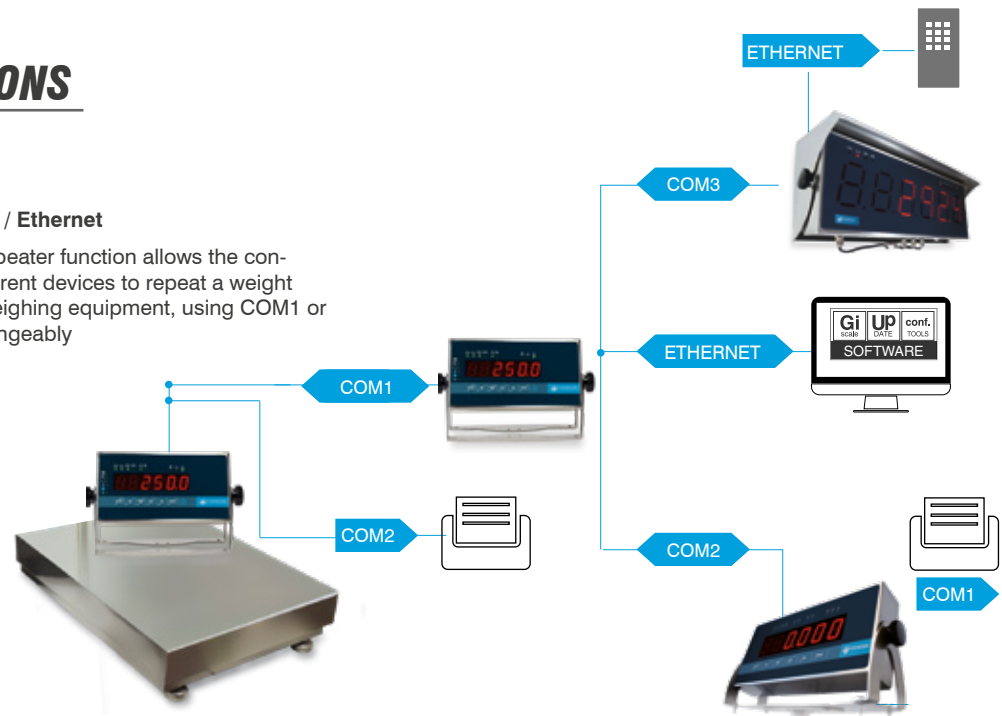 ONS
/ Ethernet
peater function allows the con-
rent devices to repeat a weight
eighing equipment, using COM1 or
ngeably
ETHERNET
COM3
Gi
scale
UP
DATE
conf.
TOOLS
SOFTWARE
ETHERNET
COM1
250.0
250.0
COM2
COM2
COM1
0.000
2924